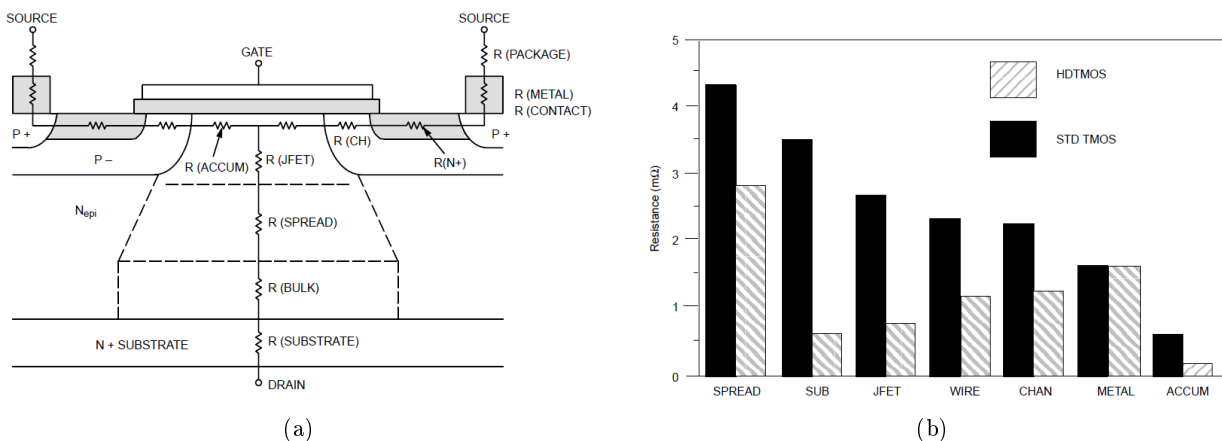 SOURCE
SOURCE
R (PACKAGE)
GATE
R (METAL)
R (CONTACT)
P +
P +
R (CH)
P –
R (ACCUM)
R (JFET)
R(N+)
Nepi
R (SPREAD)
R (BULK)
N + SUBSTRATE
R (SUBSTRATE)
DRAIN
(a)
5
4
3
2
1
0
Resistance (mΩ)
HDTMOS
STD TMOS
SPREAD SUB JFET WIRE CHAN METAL ACCUM
(b)